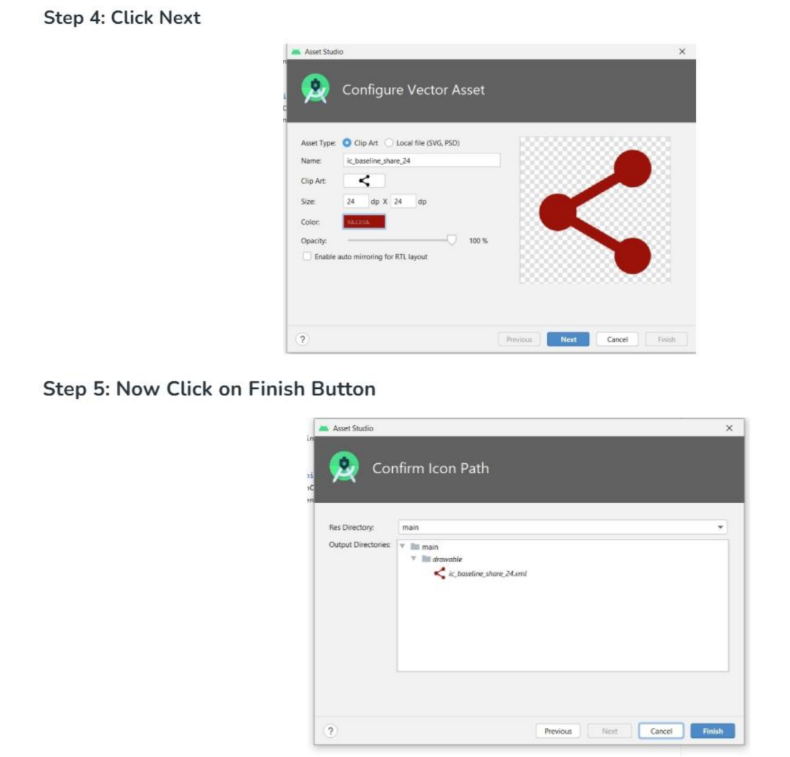 Step 4: Click Next
Asset Studio
Configure Vector Asset
Asset Type: Clip Art Local file (SVG, PSD)
Name: ic_baseline_share_24
Clip Art:
Size: 24 dp X 24 dp
Color:
Opacity: 100 %
Enable auto mirroring for RTL layout
? Previous Next Cancel Finish
Step 5: Now Click on Finish Button
Asset Studio
Confirm Icon Path
Res Directory: main
Output Directories: main
drawable
ic_baseline_share_24.xml
? Previous Next Cancel Finish